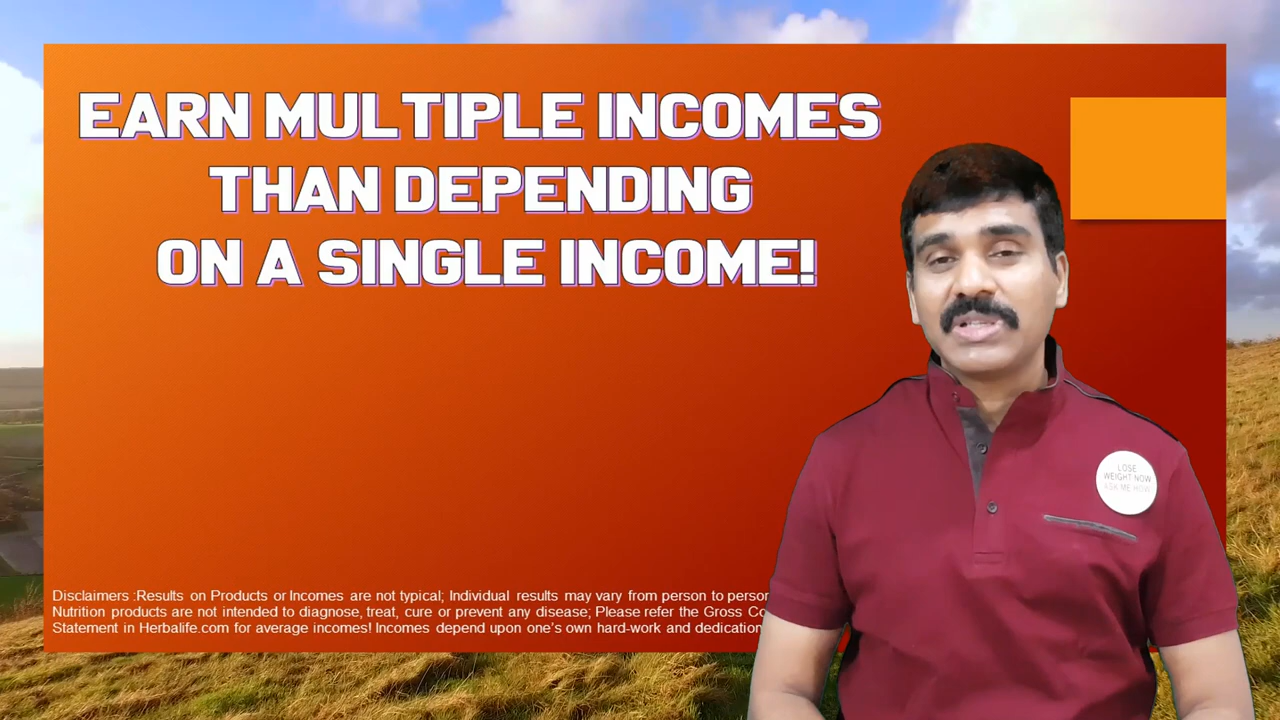 EARN MULTIPLE INCOMES
THAN DEPENDING
ON A SINGLE INCOME!
LOSE
WEIGHT NOW
ASK ME HOW
Disclaimers :Results on Products or Incomes are not typical; Individual results may vary from person to person
Nutrition products are not intended to diagnose, treat, cure or prevent any disease; Please refer the Gross
Statement in Herbalife.com for average incomes! Incomes depend upon one's own hard-work and dedication